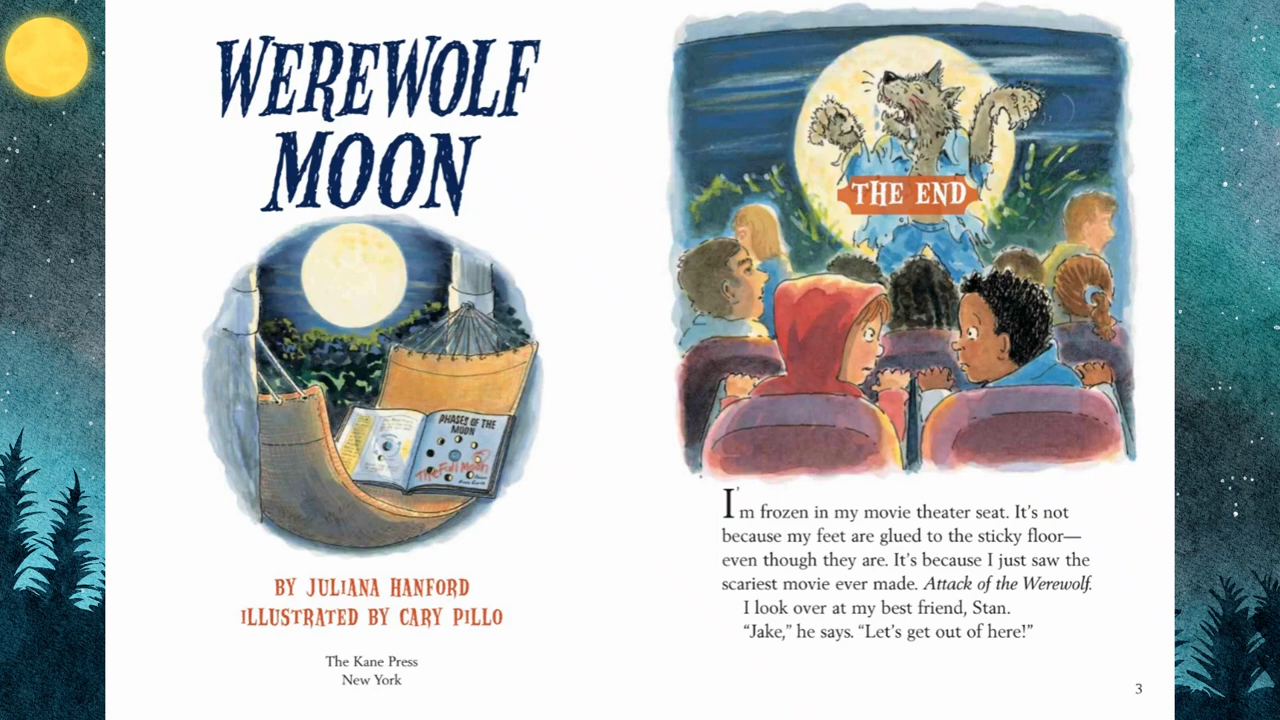 WEREWOLF
MOON
PHASES OF THE
MOON
The Full Moon
BY JULIANA HANFORD
ILLUSTRATED BY CARY PILLO
The Kane Press
New York
THE END
I'm frozen in my movie theater seat. It's not
because my feet are glued to the sticky floor—
even though they are. It's because I just saw the
scariest movie ever made. Attack of the Werewolf.
I look over at my best friend, Stan.
“Jake,” he says. “Let's get out of here!”
3